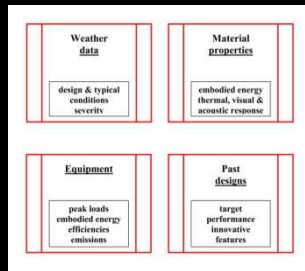 Weather
data
design & typical
conditions
severity
Material
properties
embodied energy
thermal, visual &
acoustic response
Equipment
peak loads
embodied energy
efficiencies
emissions
Past
designs
target
performance
innovative
features